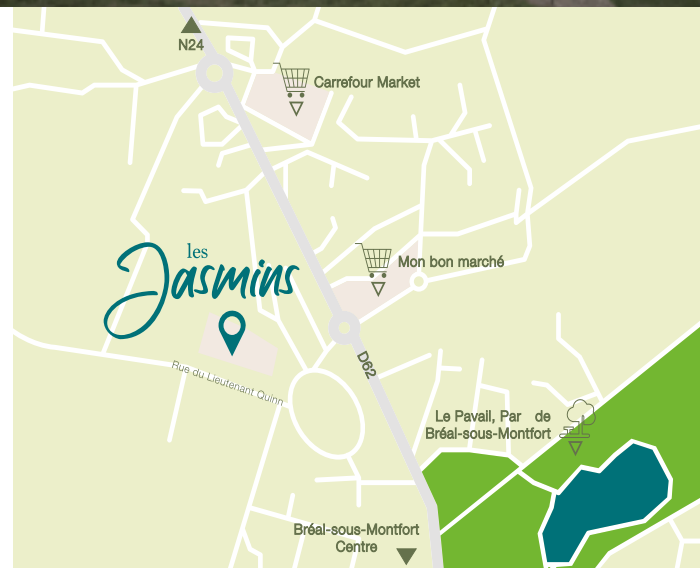 N24
Carrefour Market
les
Jasmins
Mon bon marché
Rue du Lieutenant Quinn
D62
Le Pavail, Par de
Bréal-sous-Montfort
Bréal-sous-Montfort
Centre